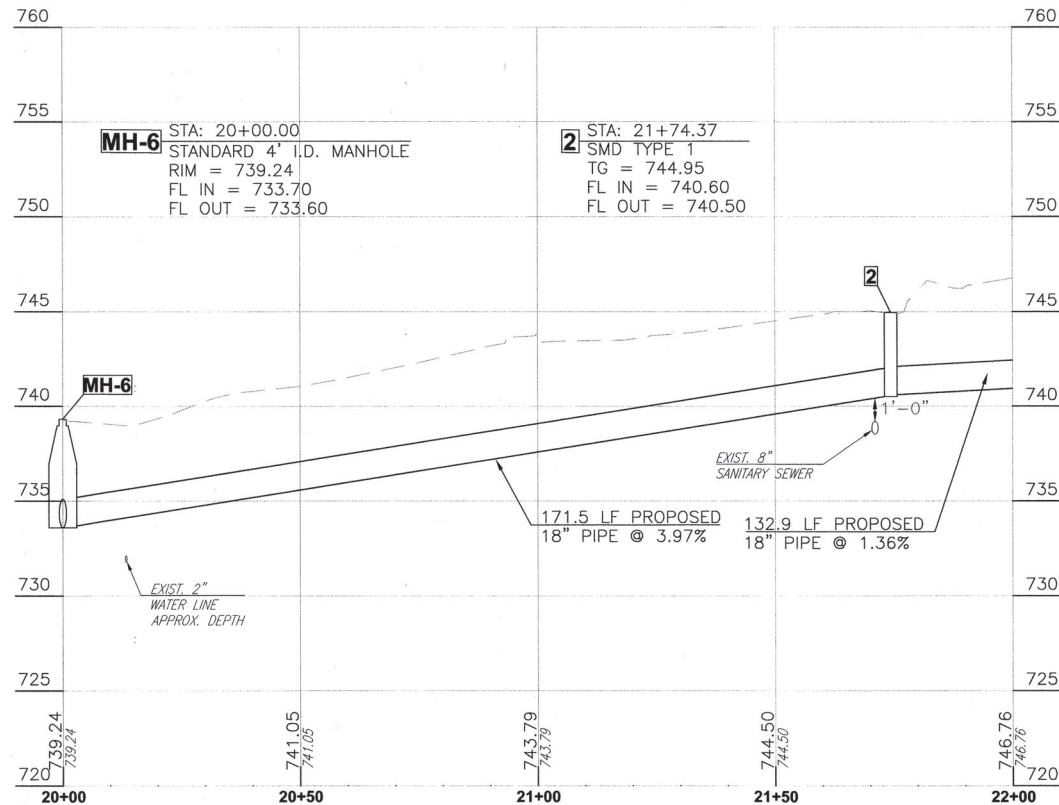 760
760
755
755
MH-6
STA: 20+00.00
STANDARD 4' I.D. MANHOLE
RIM = 739.24
FL IN = 733.70
FL OUT = 733.60
2
STA: 21+74.37
SMD TYPE 1
TG = 744.95
FL IN = 740.60
FL OUT = 740.50
750
750
2
745
745
MH-6
740
740
1'-0"
EXIST. 8"
SANITARY SEWER
735
735
171.5 LF PROPOSED
18" PIPE @ 3.97%
132.9 LF PROPOSED
18" PIPE @ 1.36%
730
730
EXIST. 2"
WATER LINE
APPROX. DEPTH
725
725
739.24
739.24
741.05
741.05
743.79
743.79
744.50
744.50
746.76
746.76
720
720
20+00
20+50
21+00
21+50
22+00